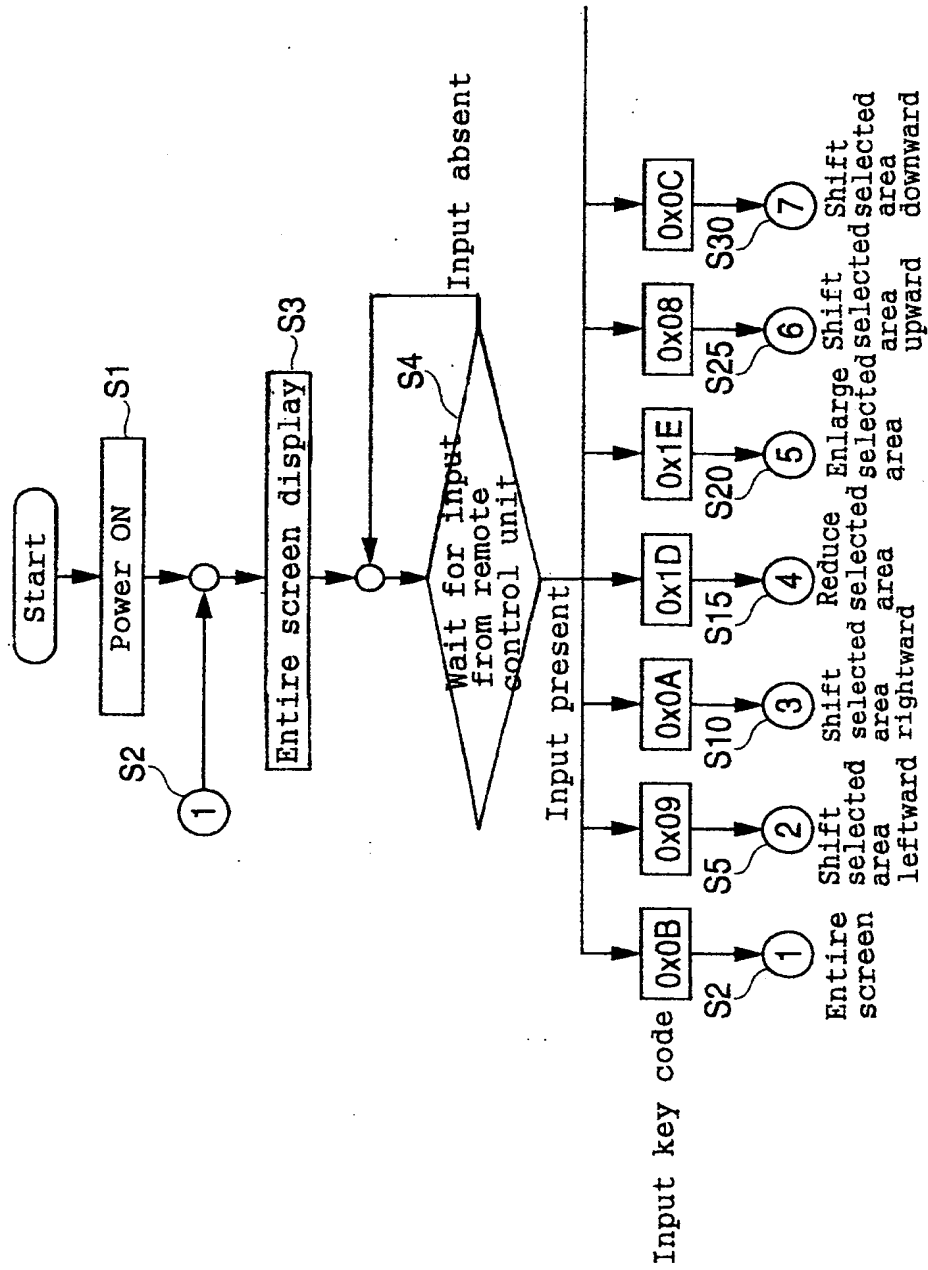 Start
Power ON
S1
S2
1
Entire screen display
S3
Wait for input
from remote
control unit
S4
Input absent
Input present
Input key code
0x0B
0x09
0x0A
0x1D
0x1E
0x08
0x0C
S2
1
S5
2
S10
3
S15
4
S20
5
S25
6
S30
7
Entire
screen
Shift
selected
area
leftward
Shift
selected
area
rightward
Reduce
selected
area
Enlarge
selected
area
Shift
selected
area
upward
Shift
selected
area
downward